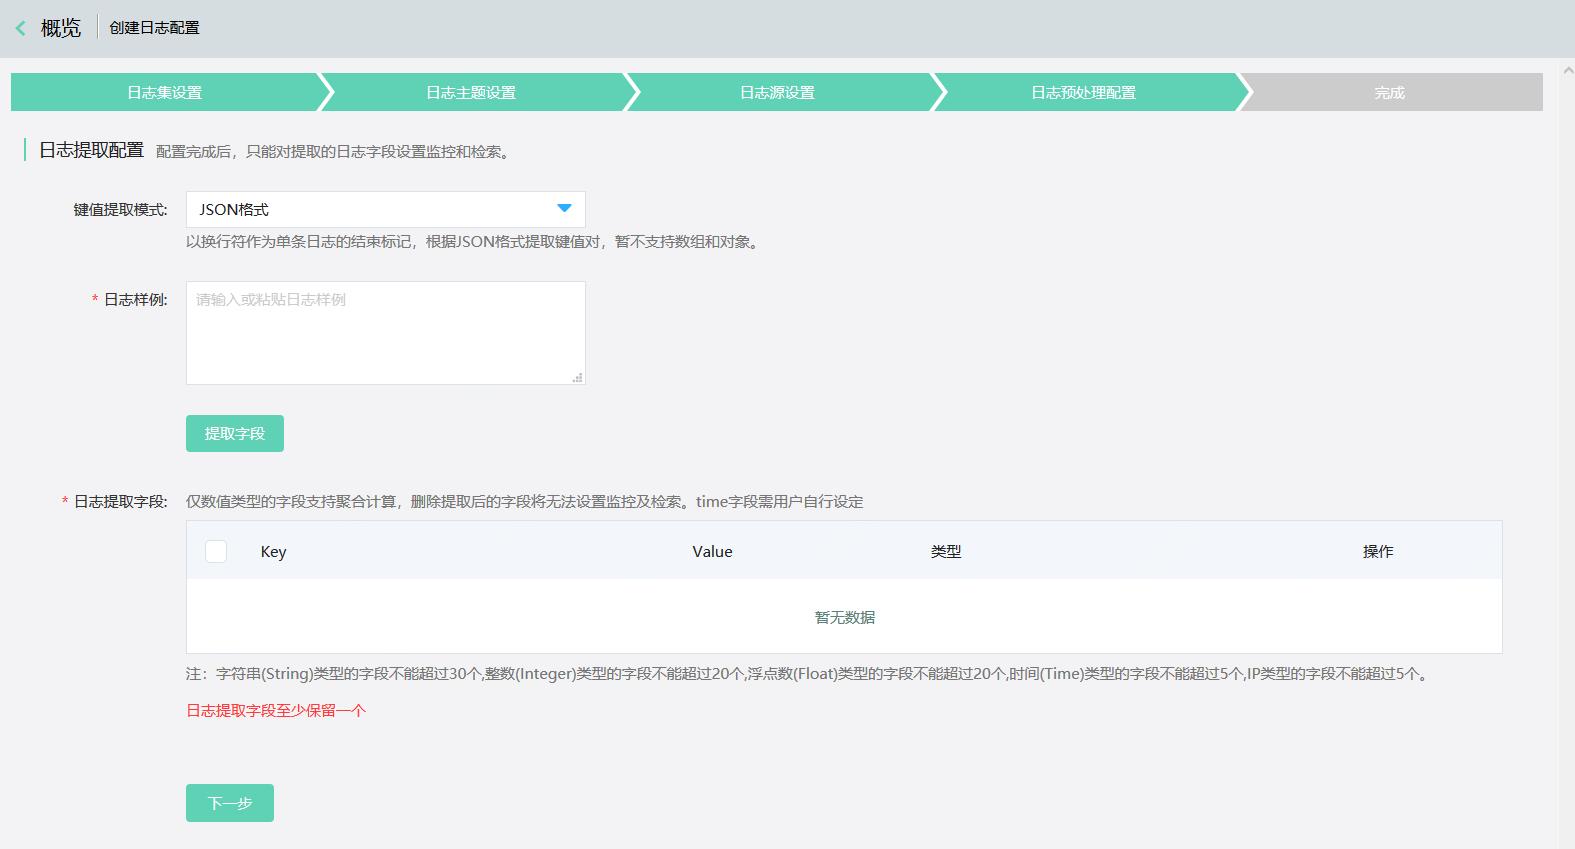 概览
创建日志配置
日志集设置
日志主题设置
日志源设置
日志预处理配置
完成
日志提取配置 配置完成后，只能对提取的日志字段设置监控和检索。
键值提取模式: JSON格式
以换行符作为单条日志的结束标记，根据JSON格式提取键值对，暂不支持数组和对象。
* 日志样例: 请输入或粘贴日志样例
提取字段
* 日志提取字段: 仅数值类型的字段支持聚合计算，删除提取后的字段将无法设置监控及检索。time字段需用户自行设定
Key Value 类型 操作
暂无数据
注：字符串(String)类型的字段不能超过30个,整数(Integer)类型的字段不能超过20个,浮点数(Float)类型的字段不能超过20个,时间(Time)类型的字段不能超过5个,IP类型的字段不能超过5个。
日志提取字段至少保留一个
下一步